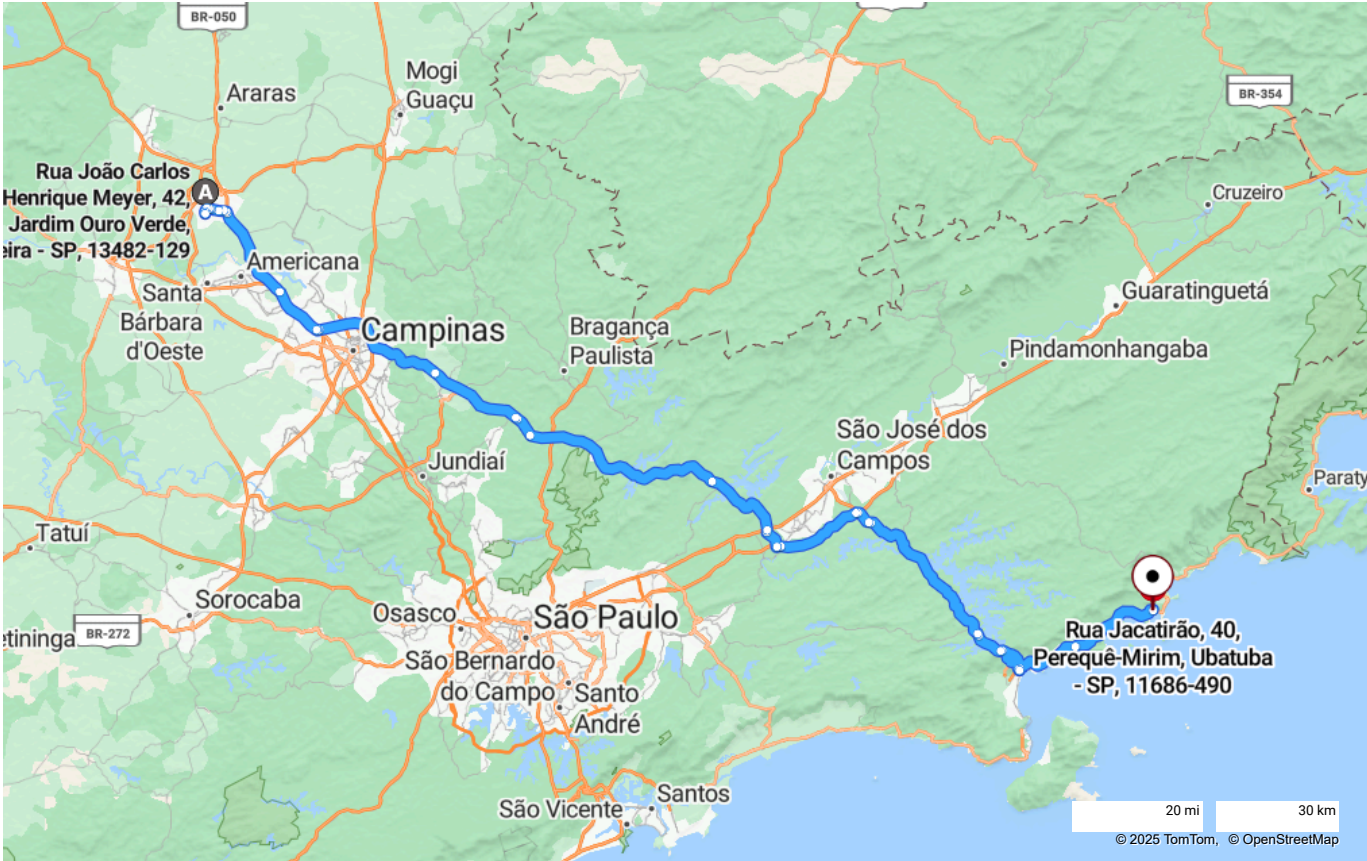 BR-050
Mogi
Guaçu
Araras
BR-354
Rua João Carlos
Henrique Meyer, 42,
Jardim Ouro Verde,
eira - SP, 13482-129
A
Cruzeiro
Americana
Santa
Bárbara
d'Oeste
Campinas
Bragança
Paulista
Guaratinguetá
Pindamonhangaba
São José dos
Campos
Jundiaí
Paraty
Tatuí
Sorocaba
Osasco
São Paulo
etininga
BR-272
São Bernardo
do Campo
Santo
André
Rua Jacatirão, 40,
Perequê-Mirim, Ubatuba
- SP, 11686-490
São Vicente
Santos
20 mi
30 km
© 2025 TomTom, © OpenStreetMap